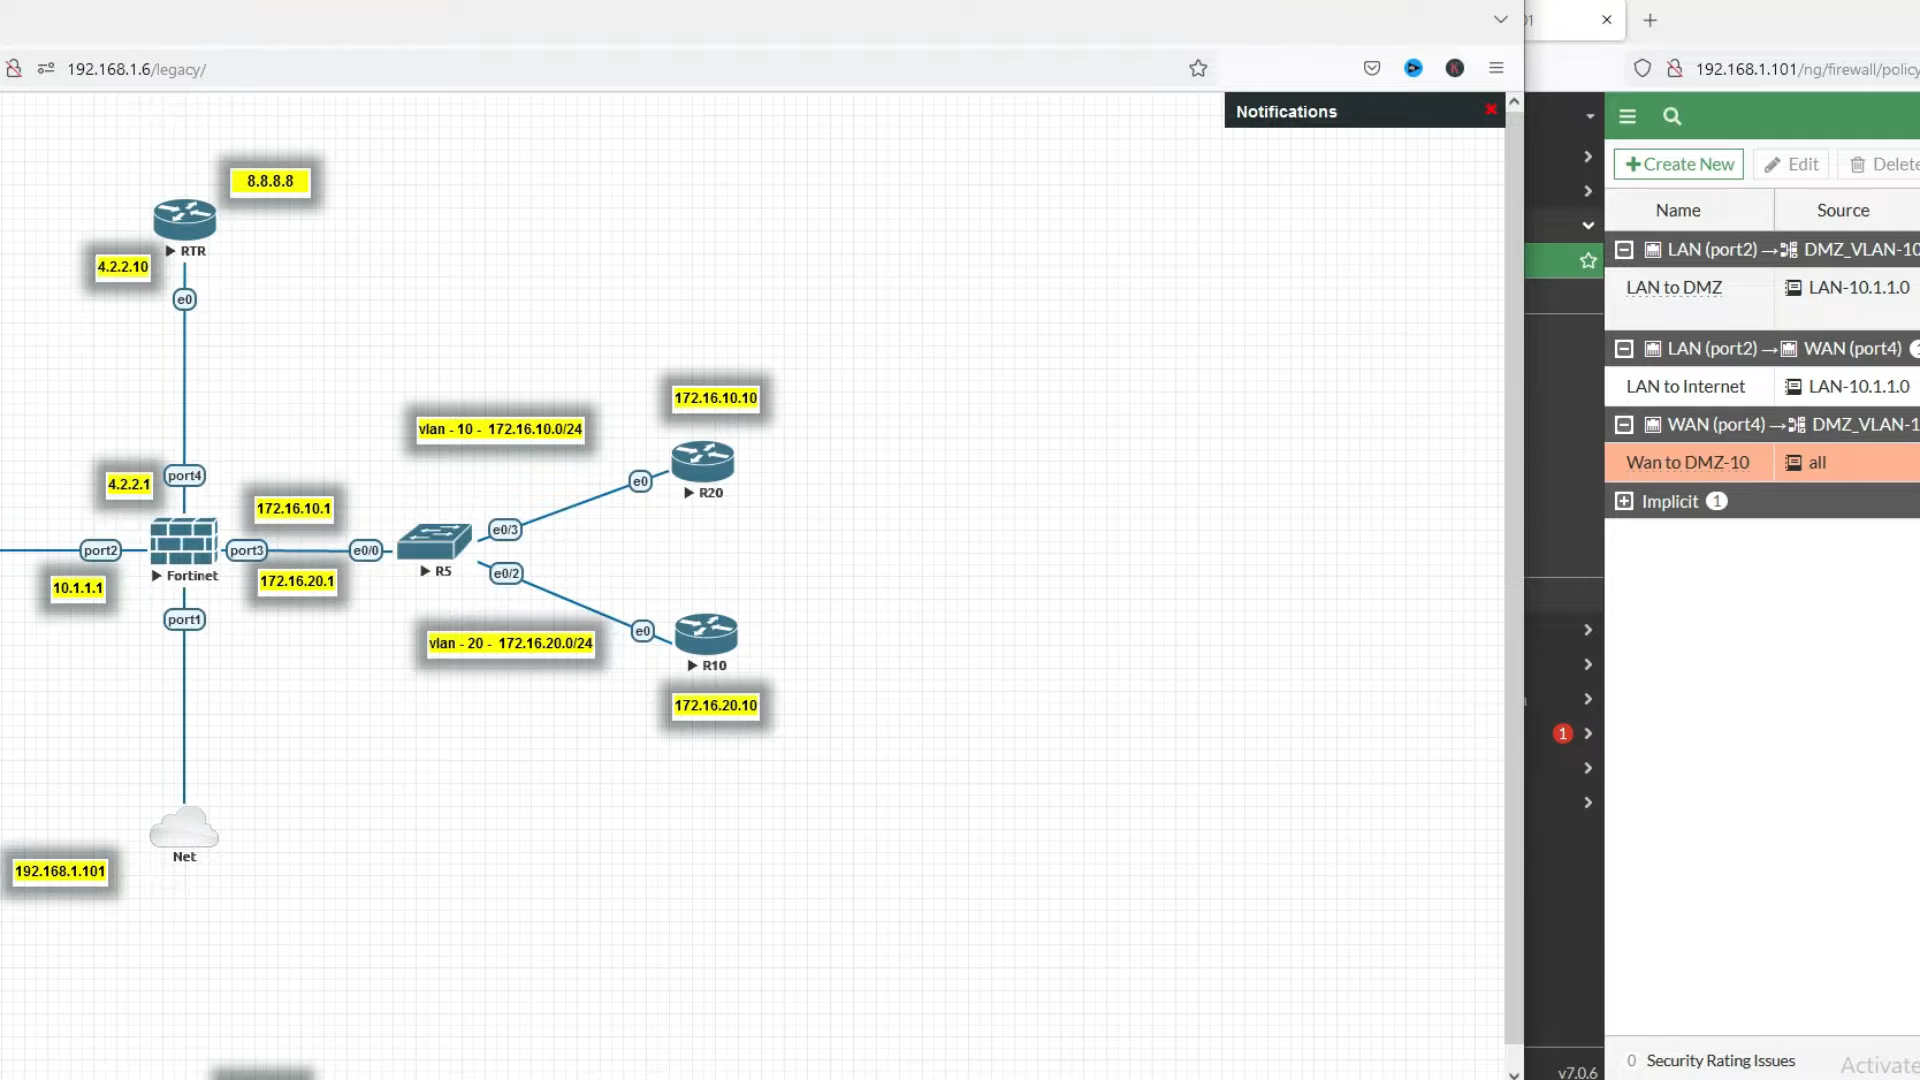 192.168.1.6/legacy/
192.168.1.101/ng/firewall/policy
Notifications
8.8.8.8
RTR
4.2.2.10
e0
172.16.10.10
vlan - 10 - 172.16.10.0/24
R20
e0
4.2.2.1
port4
172.16.10.1
e0/3
port2
port3
e0/0
R5
Fortinet
10.1.1.1
172.16.20.1
e0/2
port1
vlan - 20 - 172.16.20.0/24
e0
R10
172.16.20.10
Net
192.168.1.101
1
v7.0.6
Create New
Edit
Delete
Name
Source
LAN (port2) → DMZ_VLAN-10
LAN to DMZ
LAN-10.1.1.0
LAN (port2) → WAN (port4)
LAN to Internet
LAN-10.1.1.0
WAN (port4) → DMZ_VLAN-1
Wan to DMZ-10
all
Implicit 1
0 Security Rating Issues
Activate